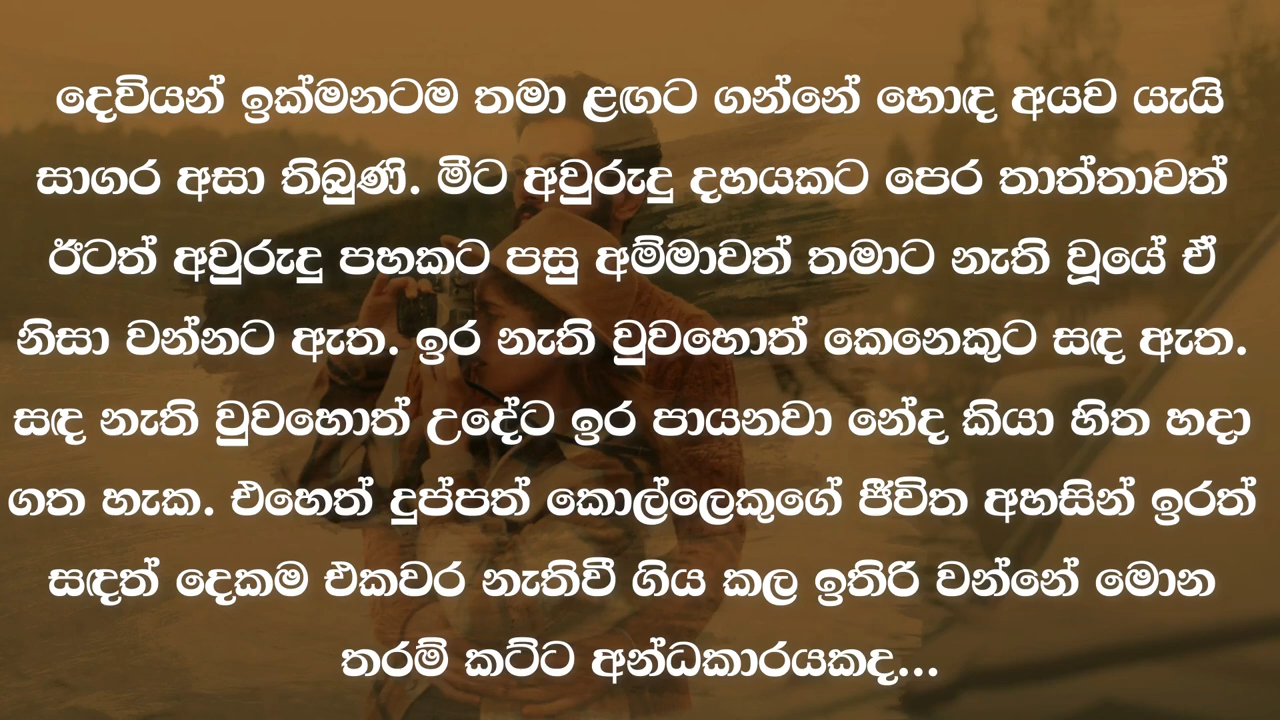 දෙවියන් ඉක්මනටම තමා ළඟට ගන්නේ හොඳ අයව යැයි
සාගර අසා තිබුණි. මීට අවුරුදු දහයකට පෙර තාත්තාවත්
ඊටත් අවුරුදු පහකට පසු අම්මාවත් තමාට නැති වූයේ ඒ
නිසා වන්නට ඇත. ඉර නැති වුවහොත් කෙනෙකුට සඳ ඇත.
සඳ නැති වුවහොත් උදේට ඉර පායනවා නේද කියා හිත හදා
ගත හැක. එහෙත් දුප්පත් කොල්ලෙකුගේ ජීවිත අහසින් ඉරත්
සඳත් දෙකම එකවර නැතිවී ගිය කල ඉතිරි වන්නේ මොන
තරම් කට්ට අන්ධකාරයකද...